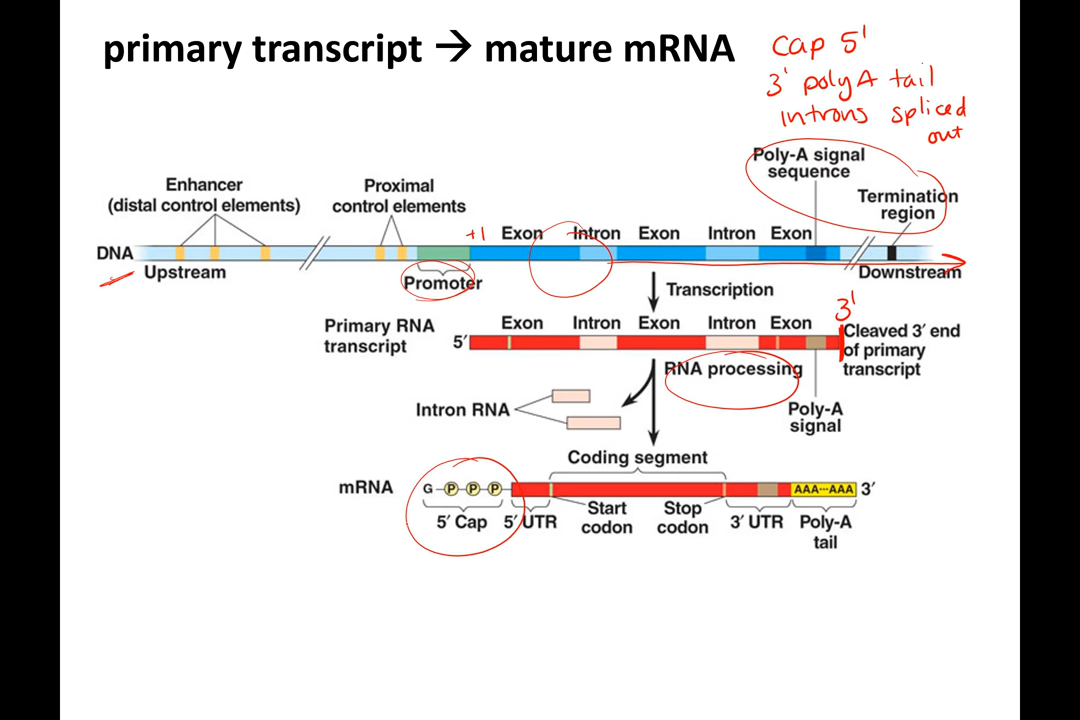 primary transcript → mature mRNA
Cap 5'
3' poly A tail
introns spliced
out
Poly-A signal
sequence
Termination
region
Enhancer
(distal control elements)
Proximal
control elements
+1
Exon
Intron
Exon
Intron
Exon
DNA
Upstream
Promoter
Downstream
Transcription
3'
Primary RNA
transcript
5′
Exon
Intron
Exon
Intron
Exon
Cleaved 3′ end
of primary
transcript
RNA processing
Intron RNA
Poly-A
signal
Coding segment
mRNA
G P P P
AAA···AAA
3′
5′ Cap
5′ UTR
Start
codon
Stop
codon
3′ UTR
Poly-A
tail